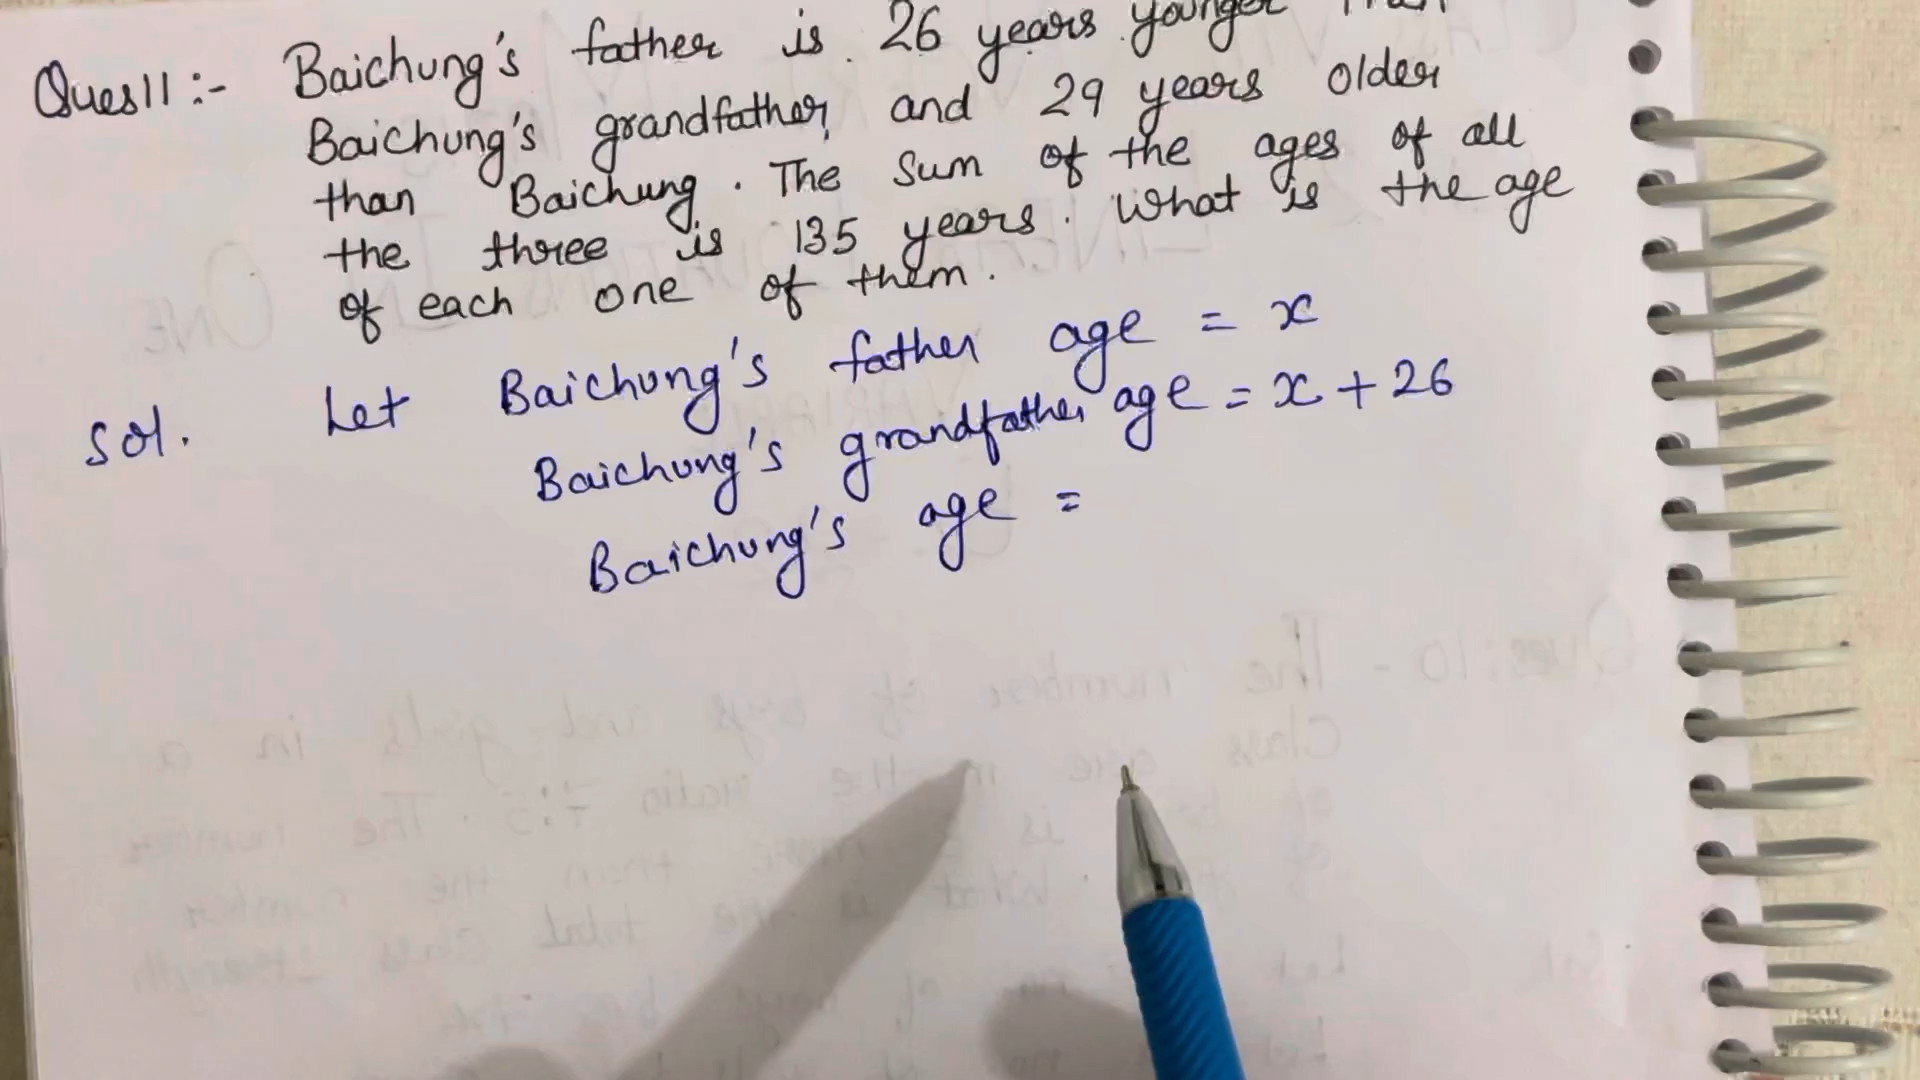 Ques11:- Baichung's father is 26 years younger than
Baichung's grandfather, and 29 years older
than Baichung. The sum of the ages of all
the three is 135 years. What is the age
of each one of them.
Sol. Let Baichung's father age = x
Baichung's grandfather age = x + 26
Baichung's age =